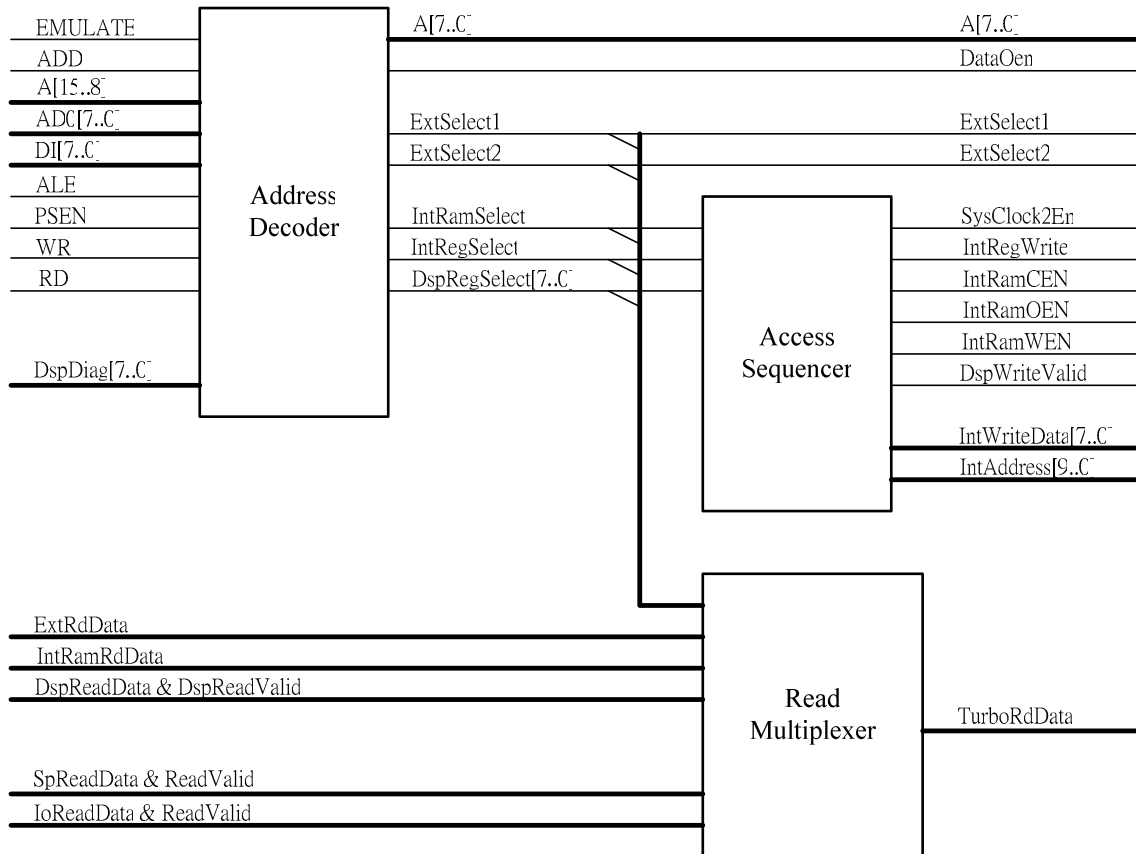 EMULATE
ADD
A[15..8]
AD0[7..0]
DI[7..0]
ALE
PSEN
WR
RD
DspDiag[7..0]
Address
Decoder
A[7..0]
A[7..0]
DataOen
ExtSelect1
ExtSelect1
ExtSelect2
ExtSelect2
IntRamSelect
IntRegSelect
DspRegSelect[7..0]
Access
Sequencer
SysClock2En
IntRegWrite
IntRamCEN
IntRamOEN
IntRamWEN
DspWriteValid
IntWriteData[7..0]
IntAddress[9..0]
ExtRdData
IntRamRdData
DspReadData & DspReadValid
SpReadData & ReadValid
IoReadData & ReadValid
Read
Multiplexer
TurboRdData